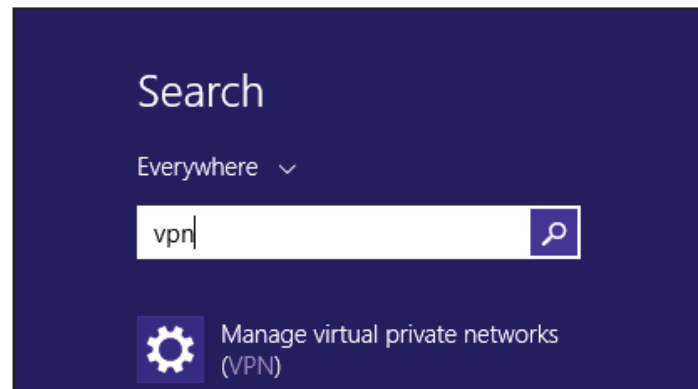 Search
Everywhere
vpn
Manage virtual private networks
(VPN)